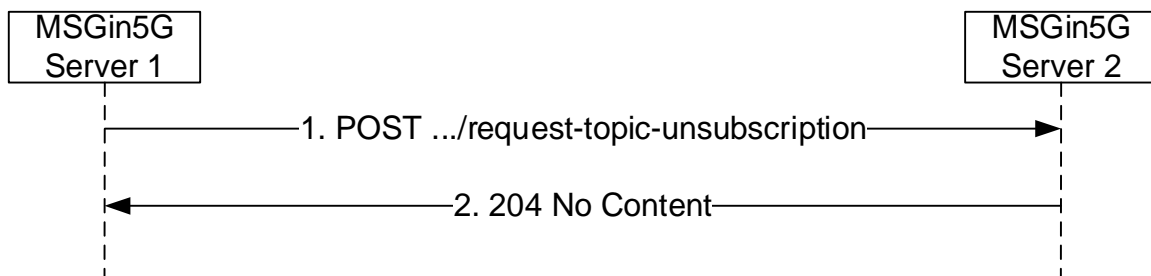 MSGin5G
Server 1
MSGin5G
Server 2
1. POST .../request-topic-unsubscription
2. 204 No Content